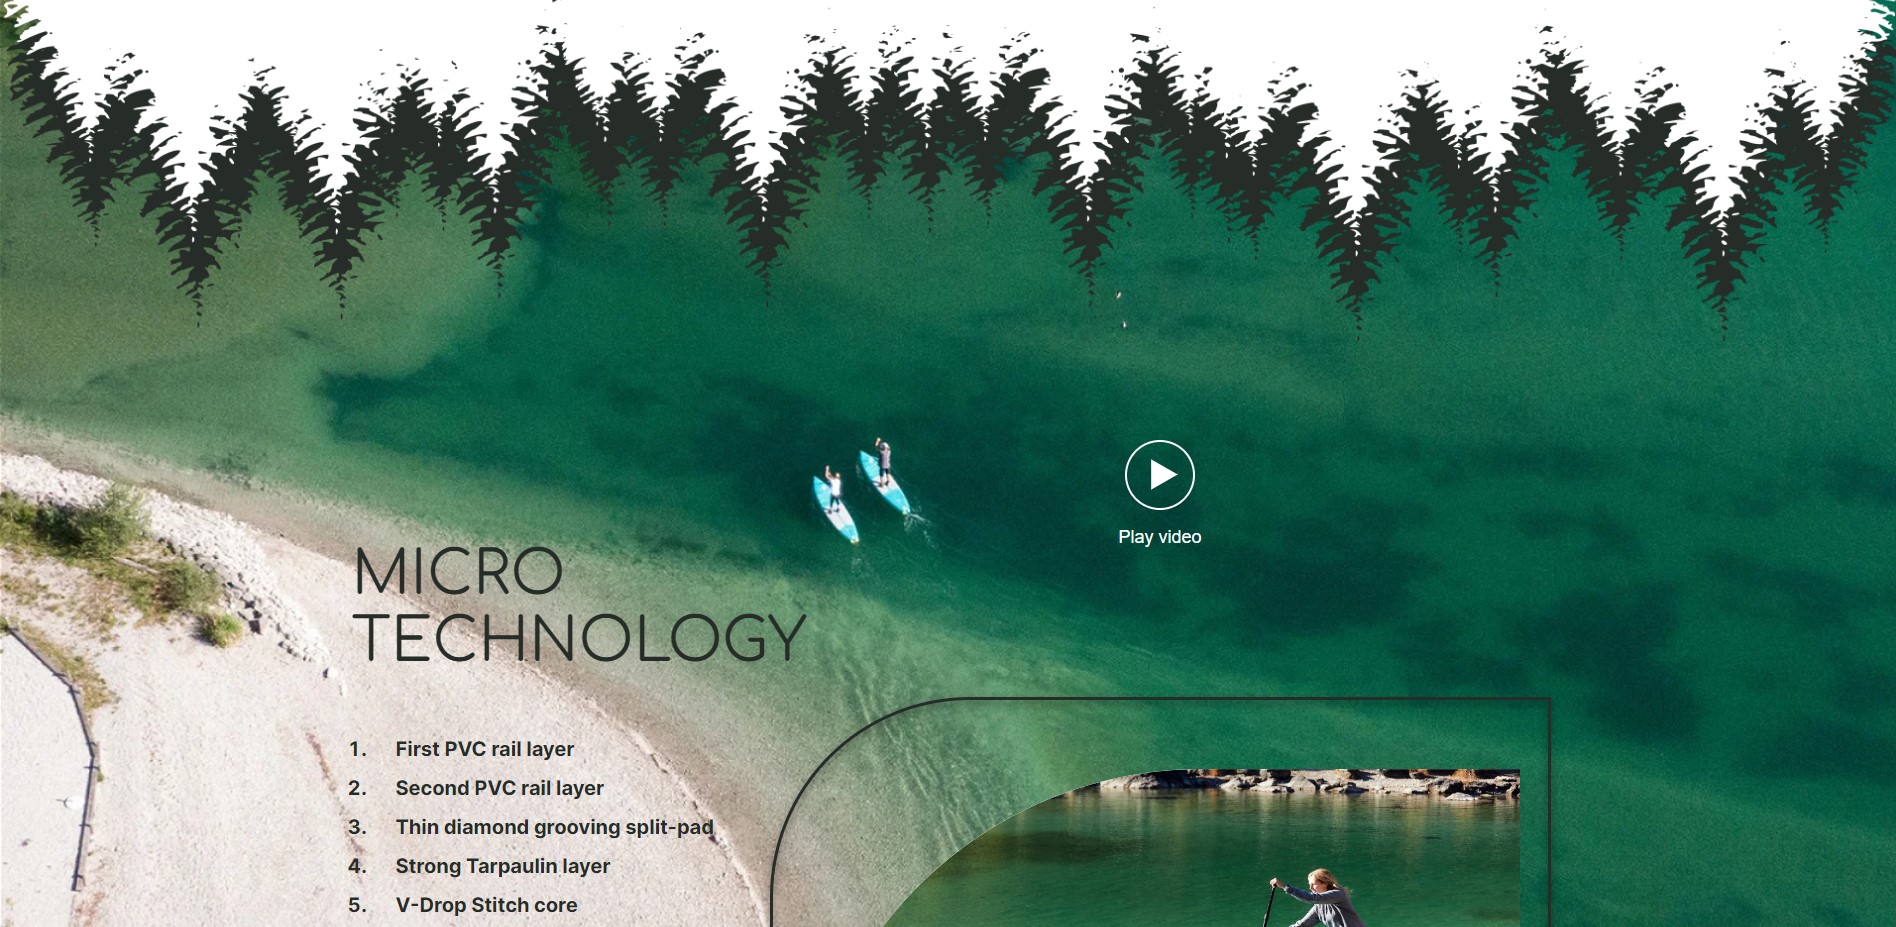 Play video
MICRO
TECHNOLOGY
1. First PVC rail layer
2. Second PVC rail layer
3. Thin diamond grooving split-pad
4. Strong Tarpaulin layer
5. V-Drop Stitch core